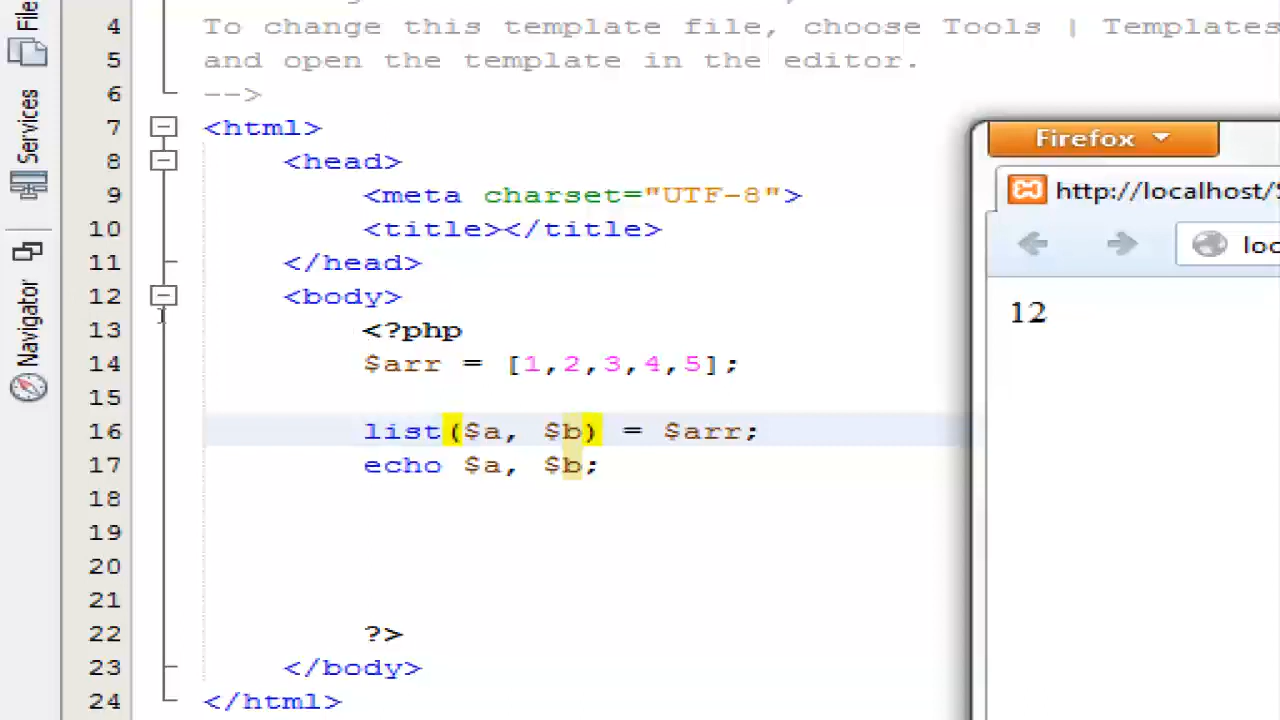 File
Services
Navigator
4 To change this template file, choose Tools | Templates
5 and open the template in the editor.
6 -->
7 <html>
8 <head>
9 <meta charset="UTF-8">
10 <title></title>
11 </head>
12 <body>
13 <?php
14 $arr = [1,2,3,4,5];
15
16 list($a, $b) = $arr;
17 echo $a, $b;
18
19
20
21
22 ?>
23 </body>
24 </html>
Firefox
http://localhost/S
loc
12